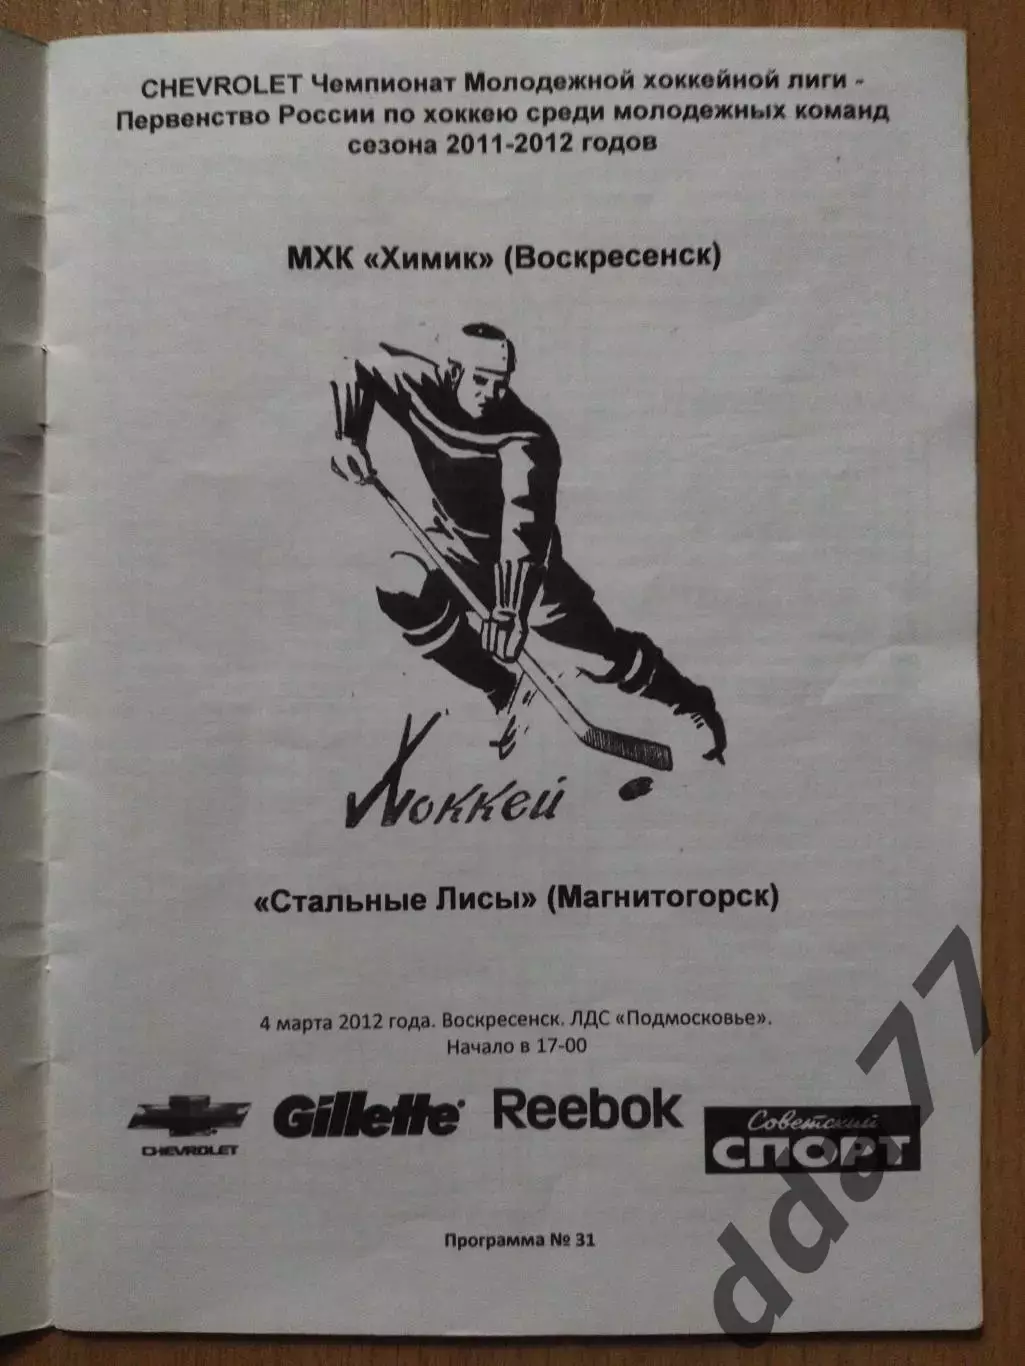 CHEVROLET Чемпионат Молодежной хоккейной лиги -
Первенство России по хоккею среди молодежных команд
сезона 2011-2012 годов
МХК «Химик» (Воскресенск)
Хоккей
«Стальные Лисы» (Магнитогорск)
4 марта 2012 года. Воскресенск. ЛДС «Подмосковье».
Начало в 17-00
CHEVROLET
Gillette
Reebok
Советский
СПОРТ
Программа № 31
dda77